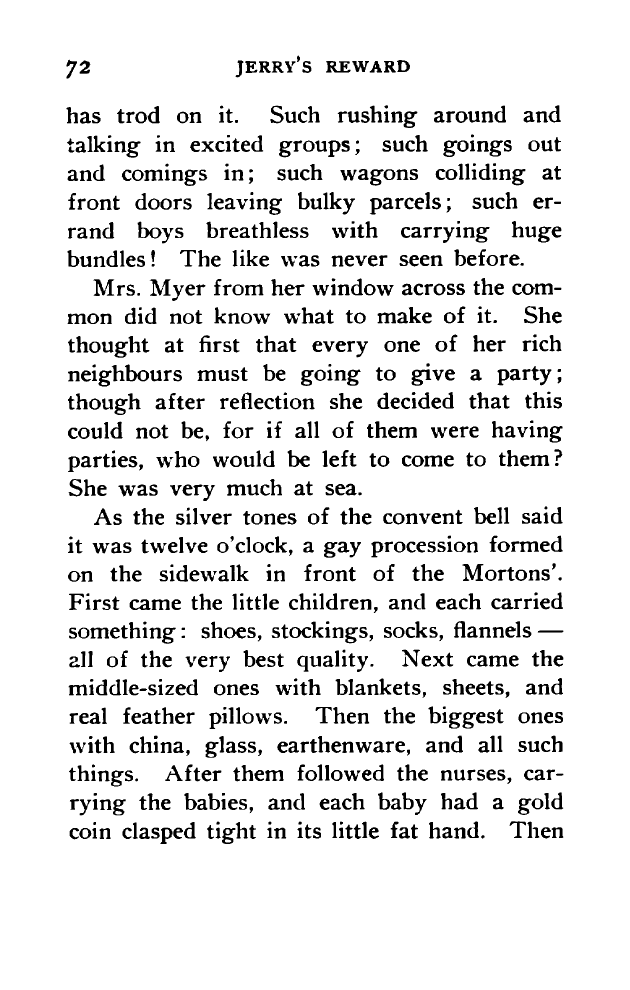 72 JERRY'S REWARD
has trod on it. Such rushing around and
talking in excited groups; such goings out
and comings in; such wagons colliding at
front doors leaving bulky parcels; such er-
rand boys breathless with carrying huge
bundles! The like was never seen before.
Mrs. Myer from her window across the com-
mon did not know what to make of it. She
thought at first that every one of her rich
neighbours must be going to give a party;
though after reflection she decided that this
could not be, for if all of them were having
parties, who would be left to come to them?
She was very much at sea.
As the silver tones of the convent bell said
it was twelve o'clock, a gay procession formed
on the sidewalk in front of the Mortons'.
First came the little children, and each carried
something: shoes, stockings, socks, flannels —
all of the very best quality. Next came the
middle-sized ones with blankets, sheets, and
real feather pillows. Then the biggest ones
with china, glass, earthenware, and all such
things. After them followed the nurses, car-
rying the babies, and each baby had a gold
coin clasped tight in its little fat hand. Then